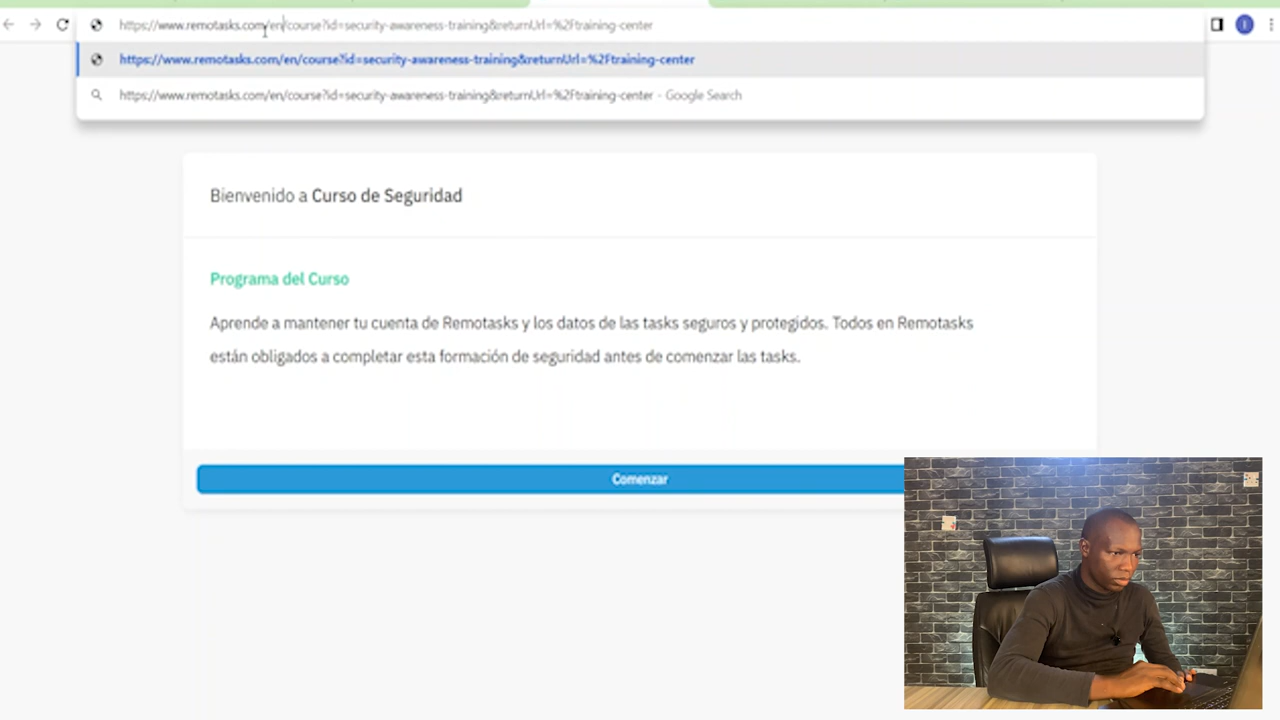 https://www.remotasks.com/en/course?id=security-awareness-training&returnUrl=%2Ftraining-center
https://www.remotasks.com/en/course?id=security-awareness-training&returnUrl=%2Ftraining-center
https://www.remotasks.com/en/course?id=security-awareness-training&returnUrl=%2Ftraining-center - Google Search
Bienvenido a Curso de Seguridad
Programa del Curso
Aprende a mantener tu cuenta de Remotasks y los datos de las tasks seguros y protegidos. Todos en Remotasks
están obligados a completar esta formación de seguridad antes de comenzar las tasks.
Comenzar